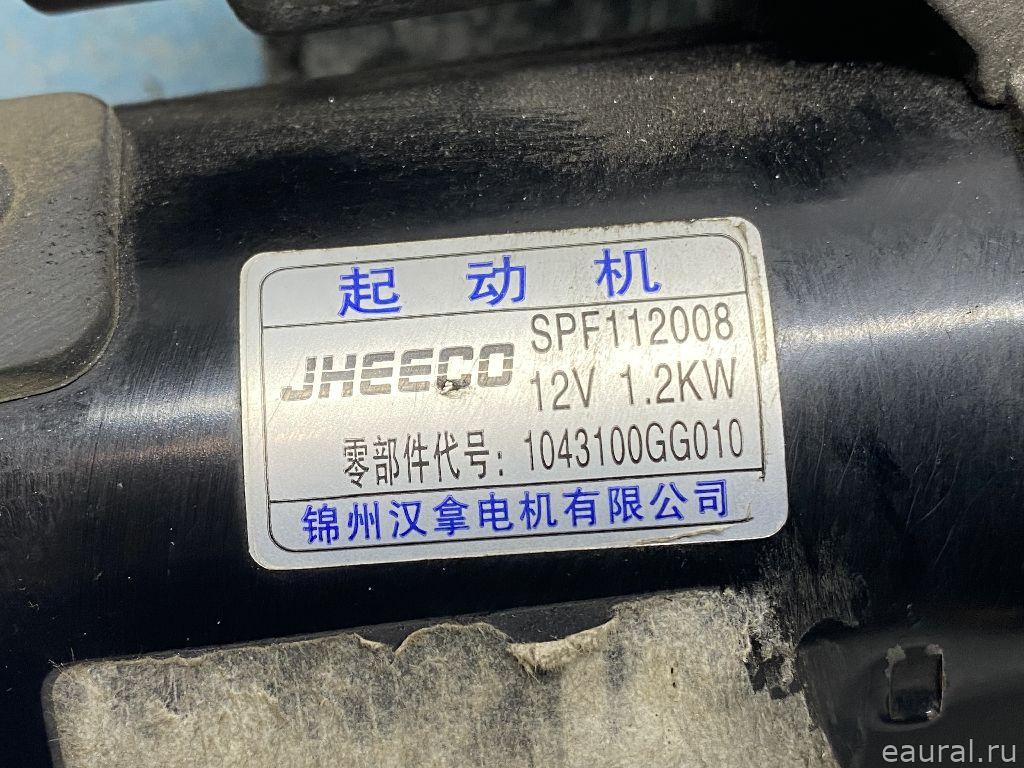 起动机
JHEECO
SPF112008
12V 1.2KW
零部件代号: 1043100GG010
锦州汉拿电机有限公司
eaural.ru